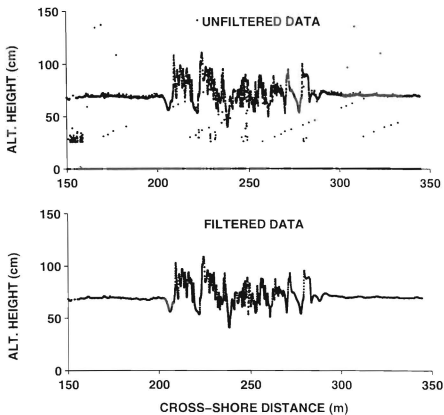 UNFILTERED DATA
ALT. HEIGHT (cm)
150
100
50
0
150 200 250 300 350
FILTERED DATA
ALT. HEIGHT (cm)
150
100
50
0
150 200 250 300 350
CROSS-SHORE DISTANCE (m)